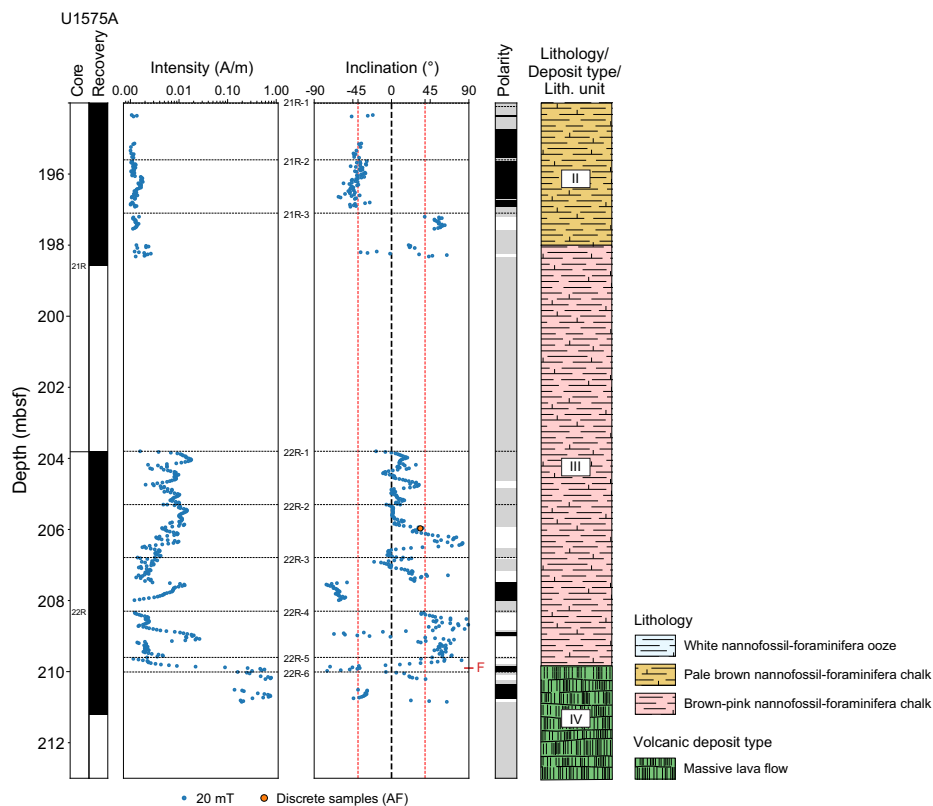 U1575A
Core
Recovery
Intensity (A/m)
Inclination (°)
Polarity
Lithology/
Deposit type/
Lith. unit
0.00 0.01 0.10 1.00
-90 -45 0 45 90
Depth (mbsf)
196
198
200
202
204
206
208
210
212
21R
22R
21R-1
21R-2
21R-3
22R-1
22R-2
22R-3
22R-4
22R-5
22R-6
F
II
III
IV
Lithology
White nannofossil-foraminifera ooze
Pale brown nannofossil-foraminifera chalk
Brown-pink nannofossil-foraminifera chalk
Volcanic deposit type
Massive lava flow
20 mT
Discrete samples (AF)